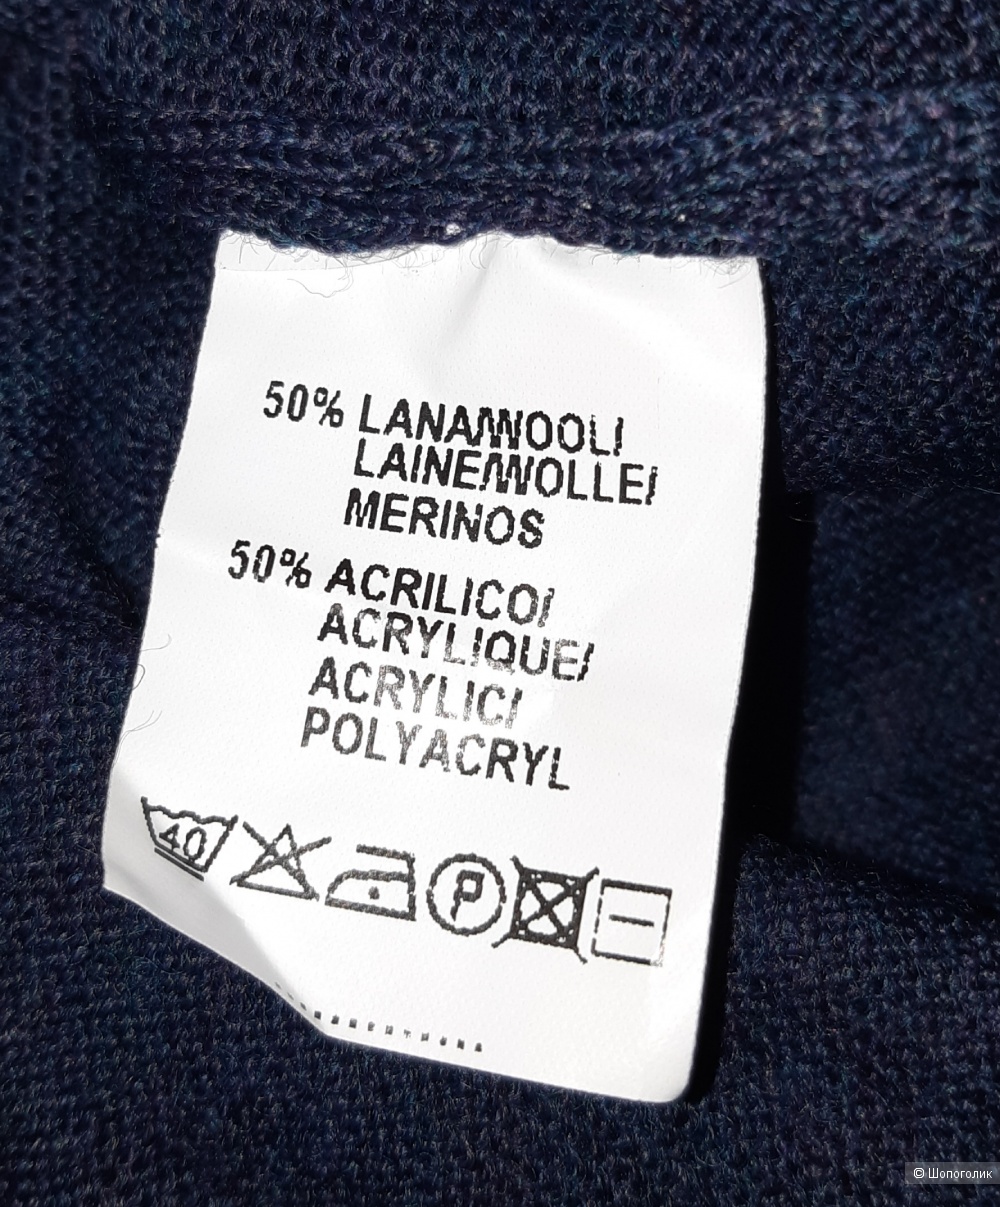 50% LANA/WOOL/
LAINE/WOLLE/
MERINOS
50% ACRILICO/
ACRYLIQUE/
ACRYLIC/
POLYACRYL
40
P
© Шопоголик